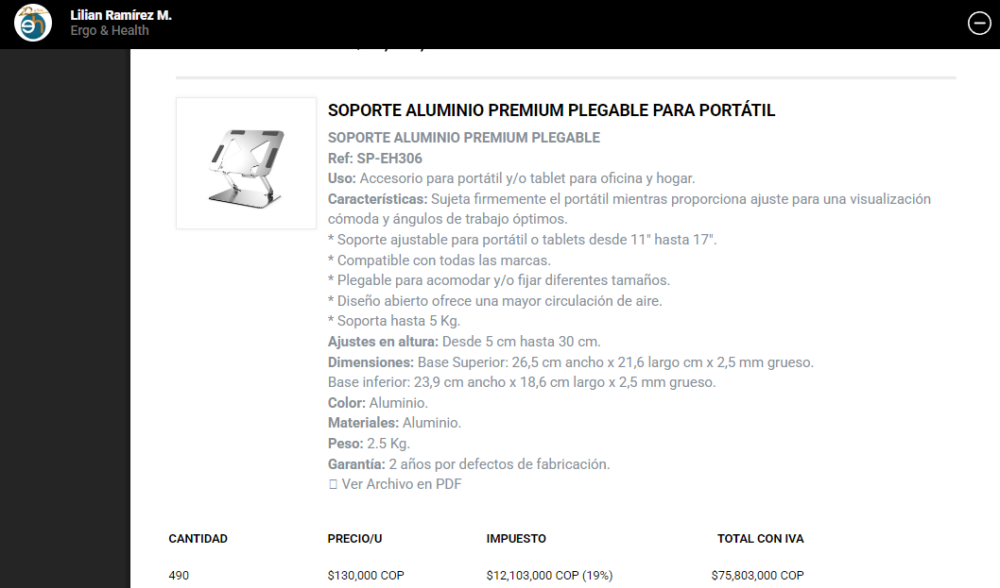 Lilian Ramírez M.
Ergo & Health
SOPORTE ALUMINIO PREMIUM PLEGABLE PARA PORTÁTIL
SOPORTE ALUMINIO PREMIUM PLEGABLE
Ref: SP-EH306
Uso: Accesorio para portátil y/o tablet para oficina y hogar.
Características: Sujeta firmemente el portátil mientras proporciona ajuste para una visualización
cómoda y ángulos de trabajo óptimos.
* Soporte ajustable para portátil o tablets desde 11" hasta 17".
* Compatible con todas las marcas.
* Plegable para acomodar y/o fijar diferentes tamaños.
* Diseño abierto ofrece una mayor circulación de aire.
* Soporta hasta 5 Kg.
Ajustes en altura: Desde 5 cm hasta 30 cm.
Dimensiones: Base Superior: 26,5 cm ancho x 21,6 largo cm x 2,5 mm grueso.
Base inferior: 23,9 cm ancho x 18,6 cm largo x 2,5 mm grueso.
Color: Aluminio.
Materiales: Aluminio.
Peso: 2.5 Kg.
Garantía: 2 años por defectos de fabricación.
Ver Archivo en PDF
CANTIDAD PRECIO/U IMPUESTO TOTAL CON IVA
490 $130,000 COP $12,103,000 COP (19%) $75,803,000 COP